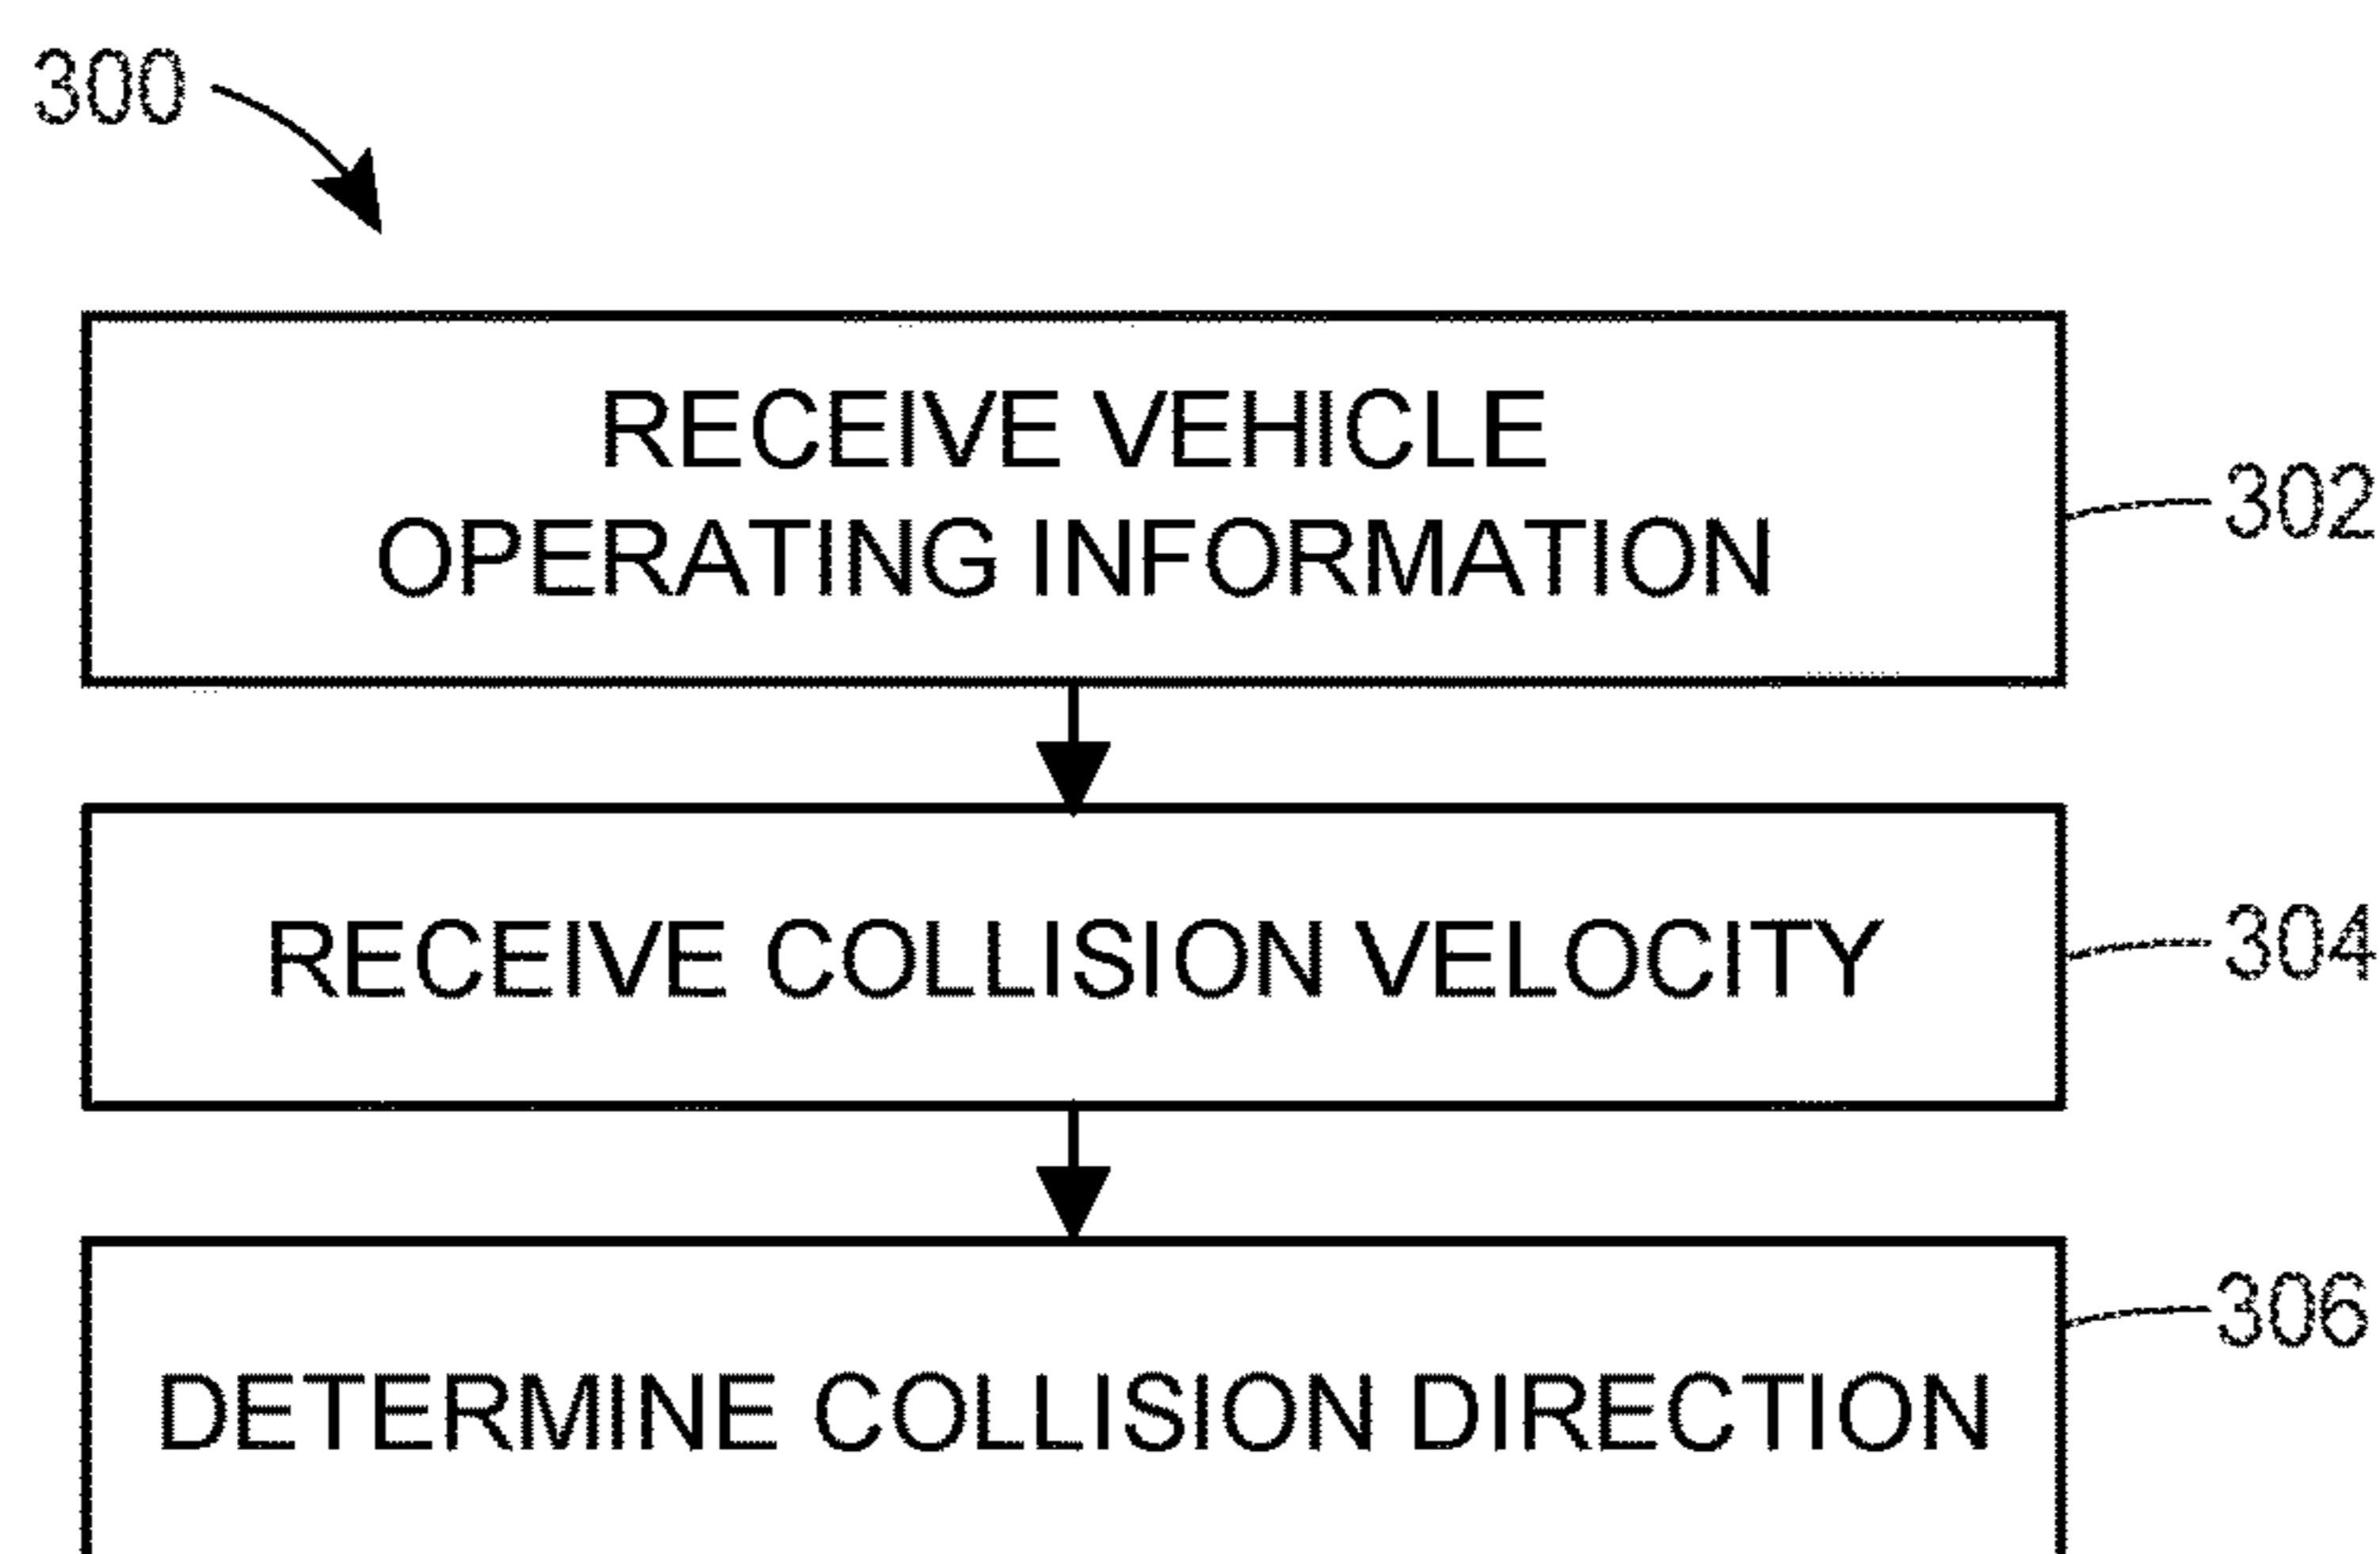 300
RECEIVE VEHICLE
OPERATING INFORMATION
302
RECEIVE COLLISION VELOCITY
304
306
DETERMINE COLLISION DIRECTION